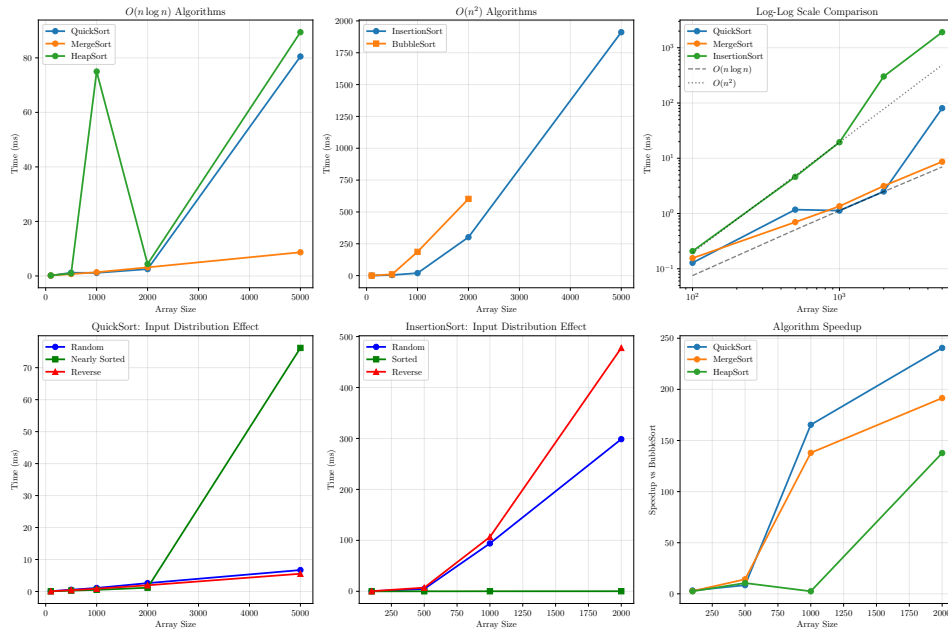 O(n log n) Algorithms
QuickSort
MergeSort
HeapSort
80
60
40
20
0
Time (ms)
0
1000
2000
3000
4000
5000
Array Size
O(n²) Algorithms
InsertionSort
BubbleSort
2000
1750
1500
1250
1000
750
500
250
0
Time (ms)
0
1000
2000
3000
4000
5000
Array Size
Log-Log Scale Comparison
QuickSort
MergeSort
InsertionSort
O(n log n)
O(n²)
10³
10²
10¹
10⁰
10⁻¹
Time (ms)
10²
10³
Array Size
QuickSort: Input Distribution Effect
Random
Nearly Sorted
Reverse
70
60
50
40
30
20
10
0
Time (ms)
0
1000
2000
3000
4000
5000
Array Size
InsertionSort: Input Distribution Effect
Random
Sorted
Reverse
500
400
300
200
100
0
Time (ms)
250
500
750
1000
1250
1500
1750
2000
Array Size
Algorithm Speedup
QuickSort
MergeSort
HeapSort
250
200
150
100
50
0
Speedup vs BubbleSort
250
500
750
1000
1250
1500
1750
2000
Array Size